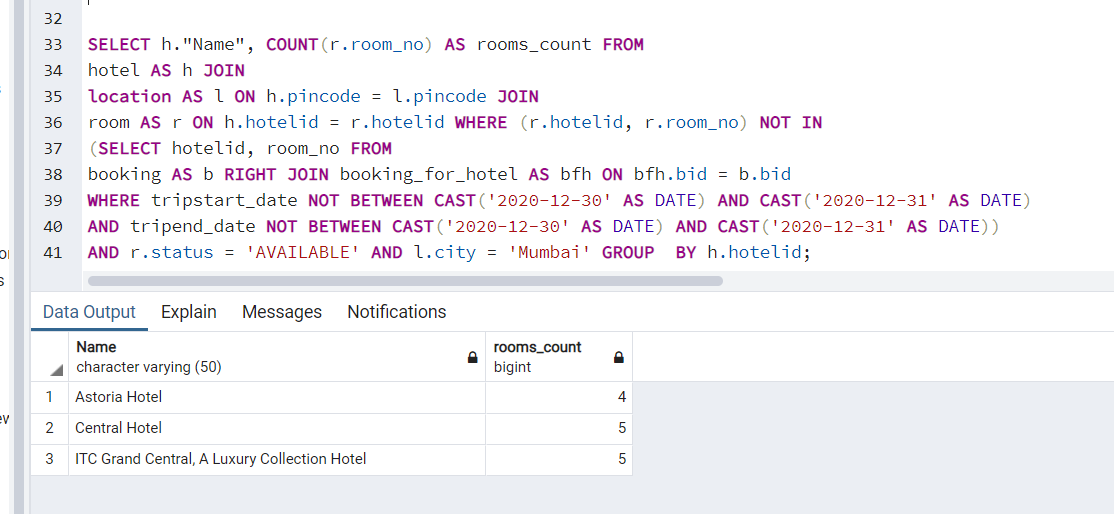 32
33 SELECT h."Name", COUNT(r.room_no) AS rooms_count FROM
34 hotel AS h JOIN
35 location AS l ON h.pincode = l.pincode JOIN
36 room AS r ON h.hotelid = r.hotelid WHERE (r.hotelid, r.room_no) NOT IN
37 (SELECT hotelid, room_no FROM
38 booking AS b RIGHT JOIN booking_for_hotel AS bfh ON bfh.bid = b.bid
39 WHERE tripstart_date NOT BETWEEN CAST('2020-12-30' AS DATE) AND CAST('2020-12-31' AS DATE)
40 AND tripend_date NOT BETWEEN CAST('2020-12-30' AS DATE) AND CAST('2020-12-31' AS DATE))
41 AND r.status = 'AVAILABLE' AND l.city = 'Mumbai' GROUP  BY h.hotelid;
Data Output Explain Messages Notifications
Name rooms_count
character varying (50) bigint
1 Astoria Hotel 4
2 Central Hotel 5
3 ITC Grand Central, A Luxury Collection Hotel 5